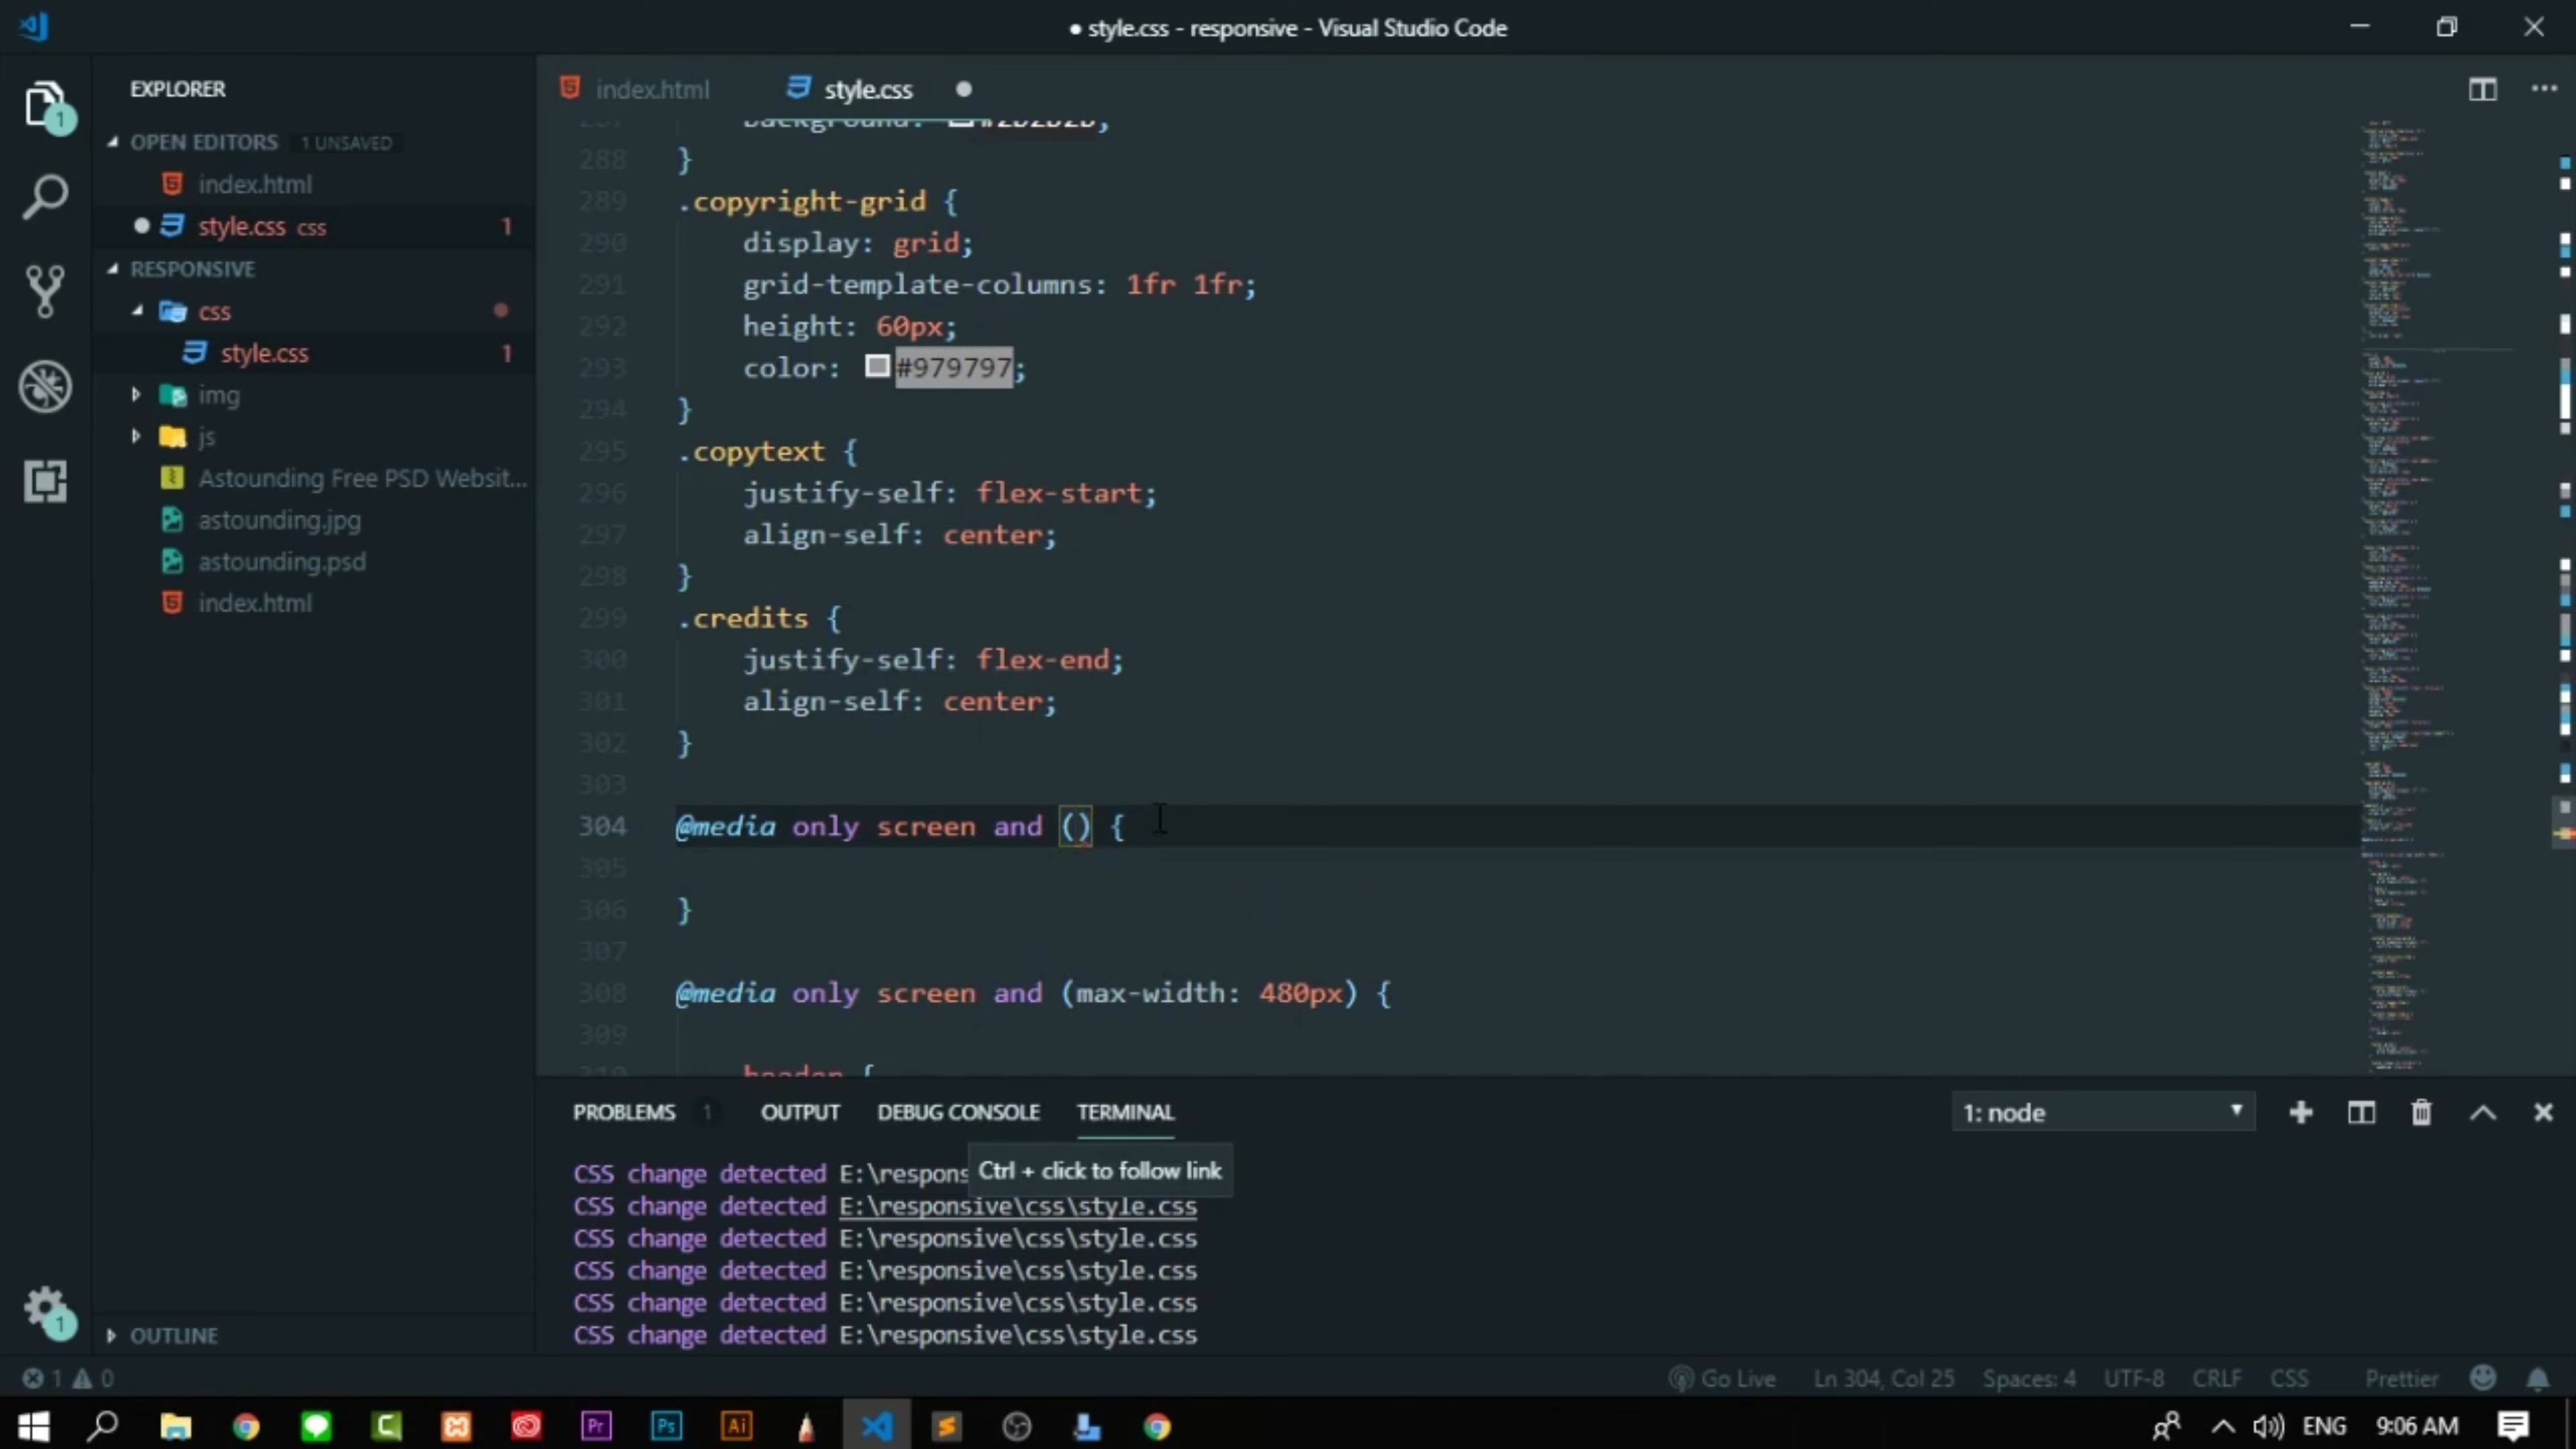 ● style.css - responsive - Visual Studio Code
EXPLORER
OPEN EDITORS 1 UNSAVED
index.html
style.css css 1
RESPONSIVE
css
style.css 1
img
js
Astounding Free PSD Websit...
astounding.jpg
astounding.psd
index.html
OUTLINE
1
1
index.html
style.css
background: #2b2b2b;
288 }
289 .copyright-grid {
290 display: grid;
291 grid-template-columns: 1fr 1fr;
292 height: 60px;
293 color: #979797;
294 }
295 .copytext {
296 justify-self: flex-start;
297 align-self: center;
298 }
299 .credits {
300 justify-self: flex-end;
301 align-self: center;
302 }
303
304 @media only screen and () {
305
306 }
307
308 @media only screen and (max-width: 480px) {
309
310 header {
PROBLEMS 1 OUTPUT DEBUG CONSOLE TERMINAL
1: node
CSS change detected E:\respons
Ctrl + click to follow link
CSS change detected E:\responsive\css\style.css
CSS change detected E:\responsive\css\style.css
CSS change detected E:\responsive\css\style.css
CSS change detected E:\responsive\css\style.css
CSS change detected E:\responsive\css\style.css
1 0
Go Live Ln 304, Col 25 Spaces: 4 UTF-8 CRLF CSS Prettier
Pr Ps Ai
ENG 9:06 AM